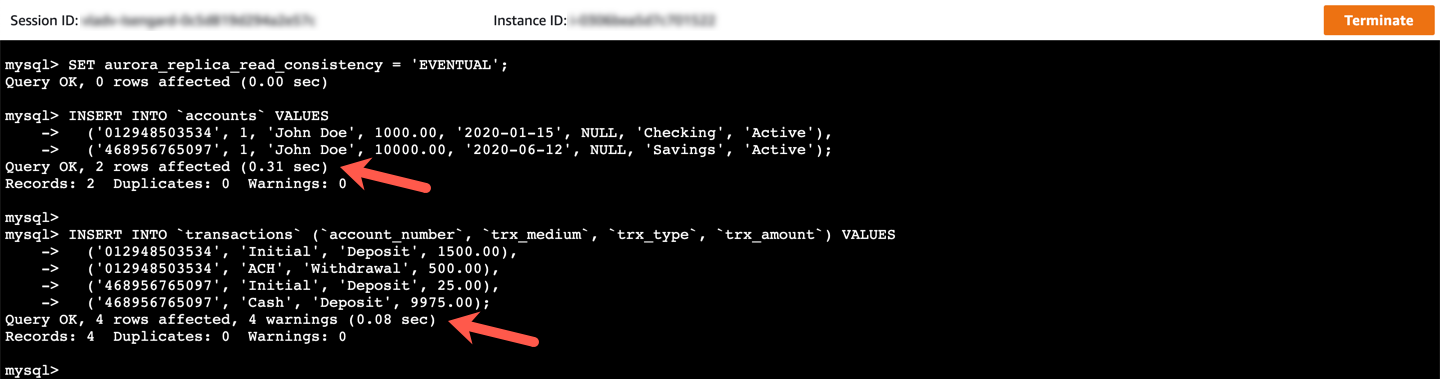 Session ID:
Instance ID:
Terminate
mysql> SET aurora_replica_read_consistency = 'EVENTUAL';
Query OK, 0 rows affected (0.00 sec)
mysql> INSERT INTO `accounts` VALUES
    ->   ('012948503534', 1, 'John Doe', 1000.00, '2020-01-15', NULL, 'Checking', 'Active'),
    ->   ('468956765097', 1, 'John Doe', 10000.00, '2020-06-12', NULL, 'Savings', 'Active');
Query OK, 2 rows affected (0.31 sec)
Records: 2  Duplicates: 0  Warnings: 0
mysql>
mysql> INSERT INTO `transactions` (`account_number`, `trx_medium`, `trx_type`, `trx_amount`) VALUES
    ->   ('012948503534', 'Initial', 'Deposit', 1500.00),
    ->   ('012948503534', 'ACH', 'Withdrawal', 500.00),
    ->   ('468956765097', 'Initial', 'Deposit', 25.00),
    ->   ('468956765097', 'Cash', 'Deposit', 9975.00);
Query OK, 4 rows affected, 4 warnings (0.08 sec)
Records: 4  Duplicates: 0  Warnings: 0
mysql>